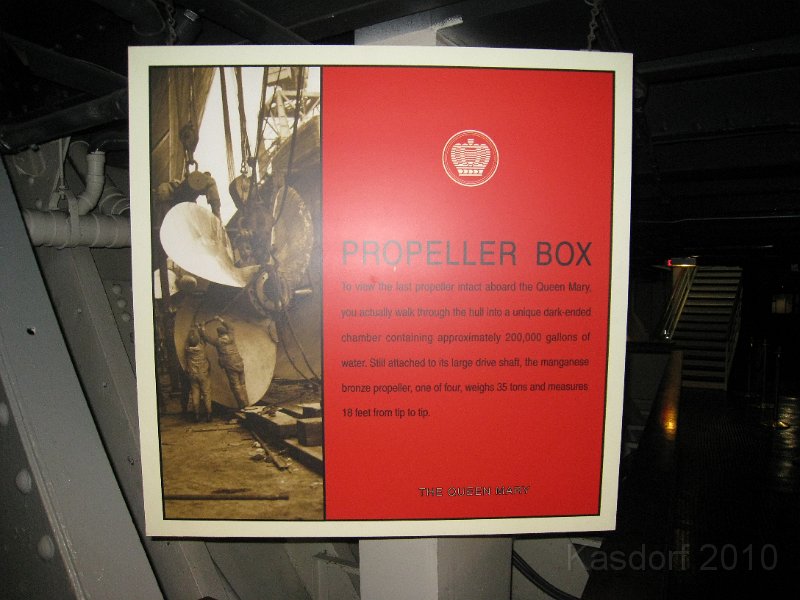 PROPELLER BOX
To view the last propeller intact aboard the Queen Mary,
you actually walk through the hull into a unique dark-ended
chamber containing approximately 200,000 gallons of
water. Still attached to its large drive shaft, the manganese
bronze propeller, one of four, weighs 35 tons and measures
18 feet from tip to tip.
THE QUEEN MARY
Kasdorf 2010